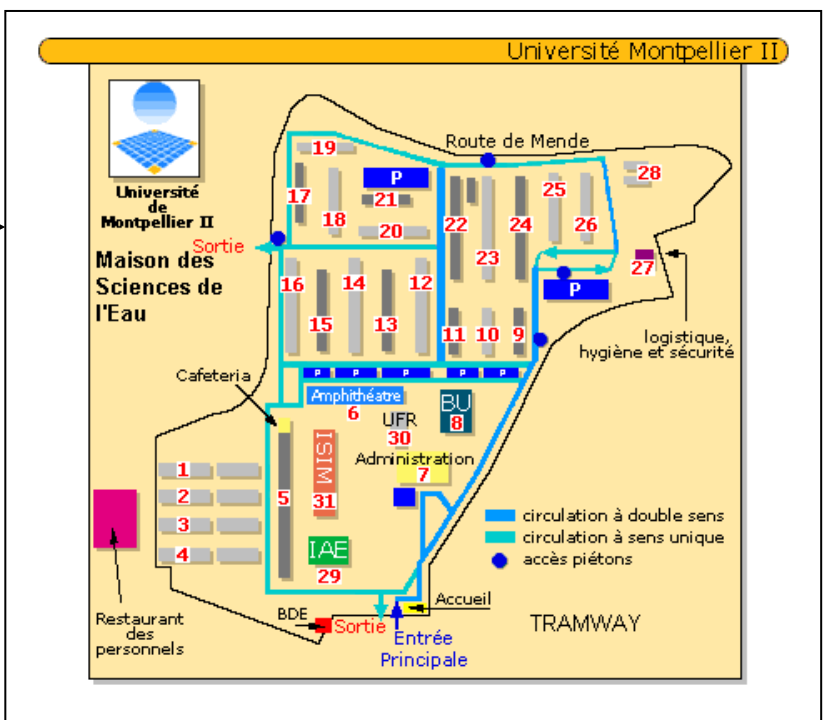 Université Montpellier II
Université
de
Montpellier II
Maison des
Sciences de
l'Eau
Route de Mende
19
P
17
18
21
20
22
23
24
25
26
28
27
Sortie
P
logistique,
hygiène et sécurité
16
15
14
13
12
11
10
9
P
P
P
P
P
Cafeteria
Amphithéatre
6
BU
8
UFR
30
Administration
7
1
2
3
4
5
ISIM
31
IAE
29
circulation à double sens
circulation à sens unique
accès piétons
Restaurant
des
personnels
BDE
Sortie
Accueil
Entrée
Principale
TRAMWAY